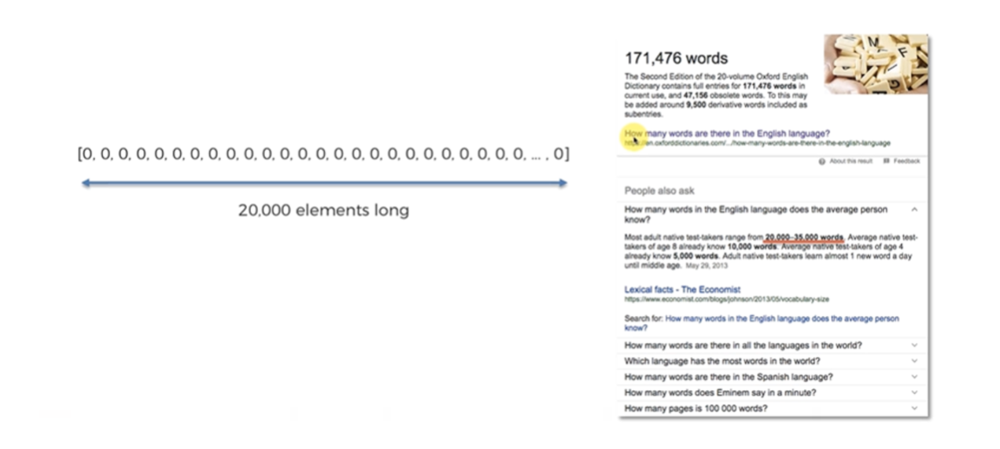 [0, 0, 0, 0, 0, 0, 0, 0, 0, 0, 0, 0, 0, 0, 0, 0, 0, 0, 0, 0, 0, 0, 0, 0, 0, ... , 0]
20,000 elements long
171,476 words
The Second Edition of the 20-volume Oxford English
Dictionary contains full entries for 171,476 words in
current use, and 47,156 obsolete words. To this may
be added around 9,500 derivative words included as
subentries.
How many words are there in the English language?
https://en.oxforddictionaries.com/.../how-many-words-are-there-in-the-english-language
About this result Feedback
People also ask
How many words in the English language does the average person
know?
Most adult native test-takers range from 20,000–35,000 words. Average native test-
takers of age 8 already know 10,000 words. Average native test-takers of age 4
already know 5,000 words. Adult native test-takers learn almost 1 new word a day
until middle age. May 29, 2013
Lexical facts - The Economist
https://www.economist.com/blogs/johnson/2013/05/vocabulary-size
Search for: How many words in the English language does the average person
know?
How many words are there in all the languages in the world?
Which language has the most words in the world?
How many words are there in the Spanish language?
How many words does Eminem say in a minute?
How many pages is 100 000 words?